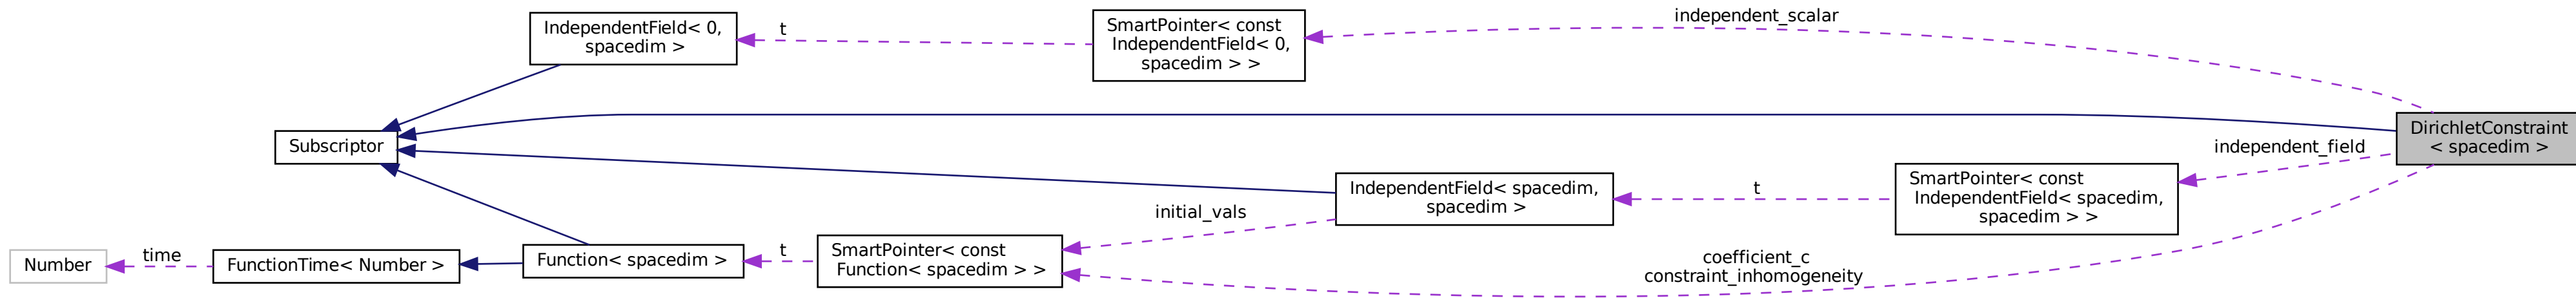 independent_scalar
IndependentField< 0,
spacedim >
t
SmartPointer< const
IndependentField< 0,
spacedim > >
Subscriptor
DirichletConstraint
< spacedim >
independent_field
IndependentField< spacedim,
spacedim >
t
SmartPointer< const
IndependentField< spacedim,
spacedim > >
initial_vals
Number
time
FunctionTime< Number >
Function< spacedim >
t
SmartPointer< const
Function< spacedim > >
coefficient_c
constraint_inhomogeneity